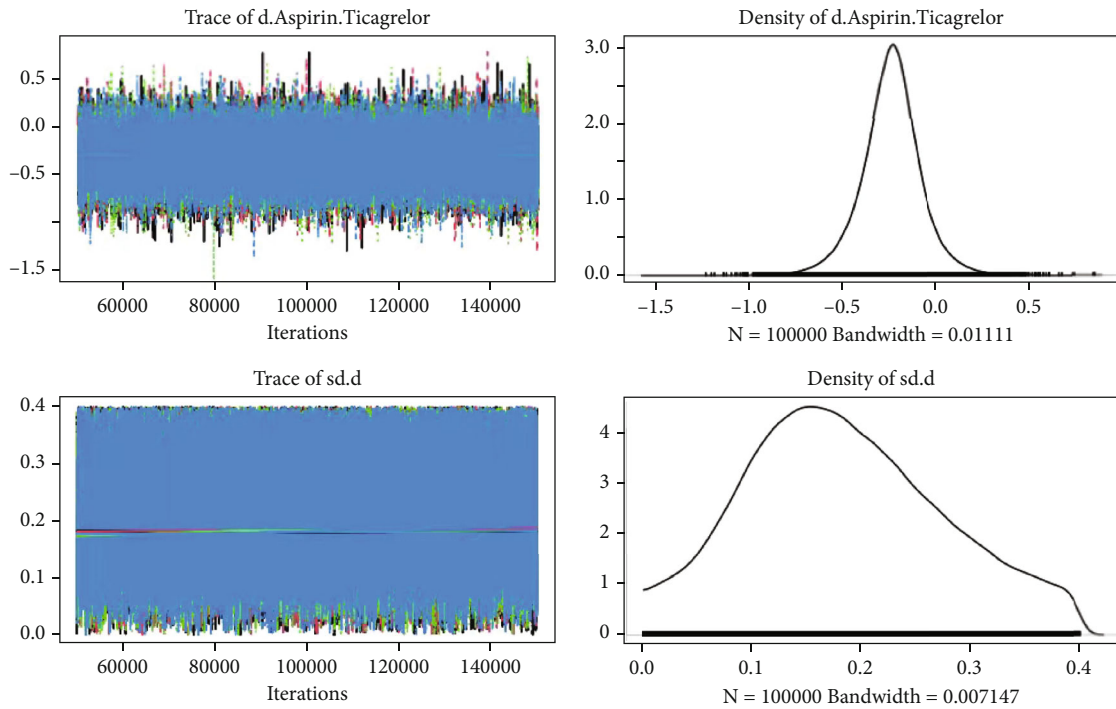 Trace of d.Aspirin.Ticagrelor
0.5
0.0
−0.5
−1.5
60000 80000 100000 120000 140000
Iterations
Density of d.Aspirin.Ticagrelor
3.0
2.0
1.0
0.0
−1.5 −1.0 −0.5 0.0 0.5
N = 100000 Bandwidth = 0.01111
Trace of sd.d
0.4
0.3
0.2
0.1
0.0
60000 80000 100000 120000 140000
Iterations
Density of sd.d
4
3
2
1
0
0.0 0.1 0.2 0.3 0.4
N = 100000 Bandwidth = 0.007147